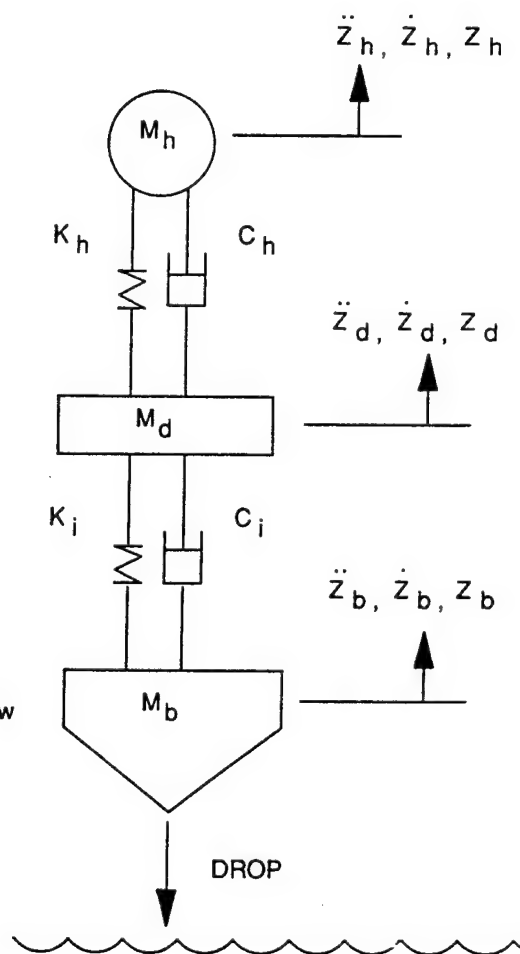 z̈h, żh, zh
Mh
Kh Ch
z̈d, żd, zd
Md
Ki Ci
z̈b, żb, zb
w
Mb
DROP